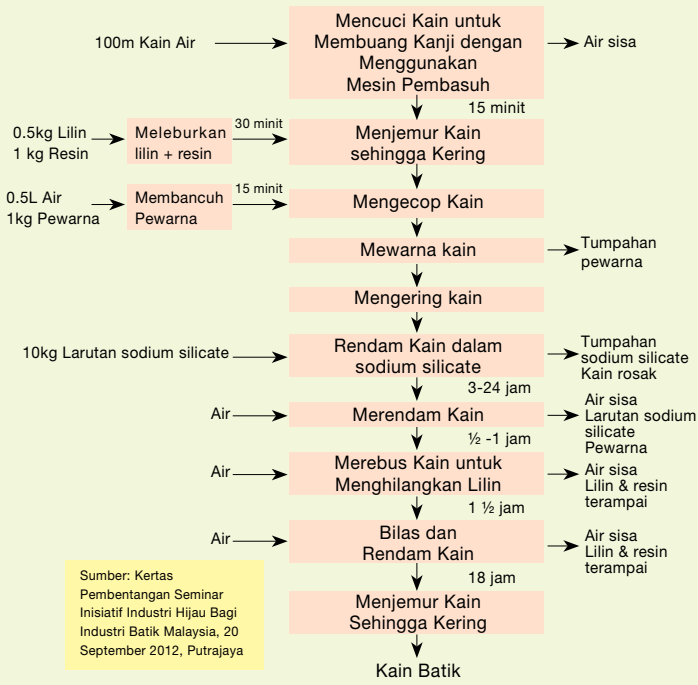 Mencuci Kain untuk
Membuang Kanji dengan
Menggunakan
Mesin Pembasuh
100m Kain Air
Air sisa
15 minit
0.5kg Lilin
1 kg Resin
Meleburkan
lilin + resin
30 minit
Menjemur Kain
sehingga Kering
0.5L Air
1kg Pewarna
Membancuh
Pewarna
15 minit
Mengecop Kain
Mewarna kain
Tumpahan
pewarna
Mengering kain
10kg Larutan sodium silicate
Rendam Kain dalam
sodium silicate
Tumpahan
sodium silicate
Kain rosak
3-24 jam
Air
Merendam Kain
Air sisa
Larutan sodium
silicate
Pewarna
½ -1 jam
Air
Merebus Kain untuk
Menghilangkan Lilin
Air sisa
Lilin & resin
terampai
1 ½ jam
Air
Bilas dan
Rendam Kain
Air sisa
Lilin & resin
terampai
18 jam
Menjemur Kain
Sehingga Kering
Kain Batik
Sumber: Kertas
Pembentangan Seminar
Inisiatif Industri Hijau Bagi
Industri Batik Malaysia, 20
September 2012, Putrajaya